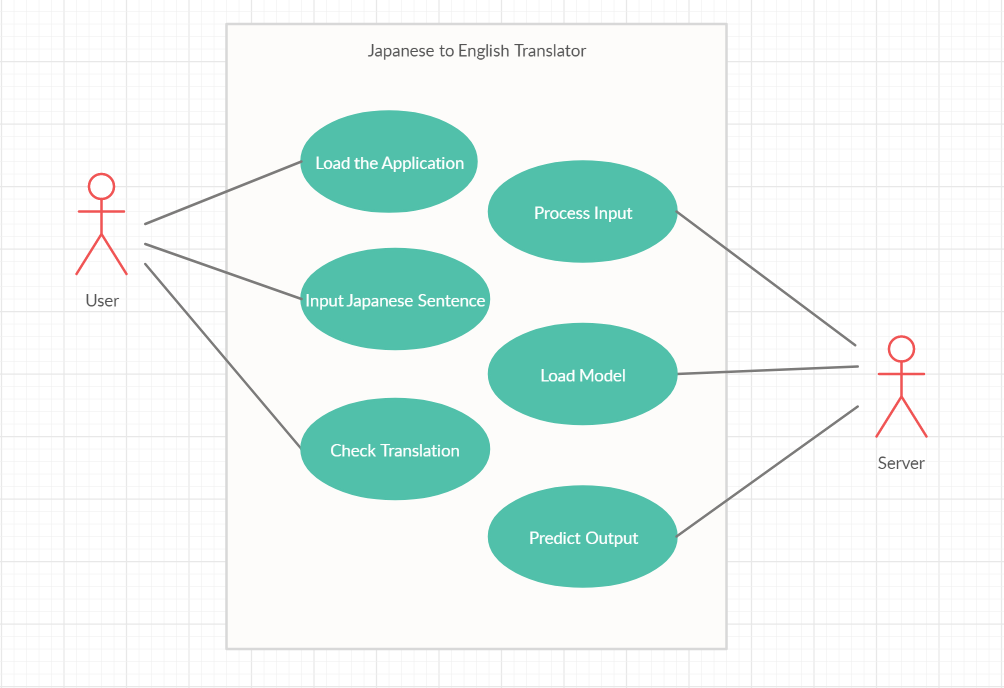 Japanese to English Translator
Load the Application
Process Input
User
Input Japanese Sentence
Load Model
Check Translation
Server
Predict Output